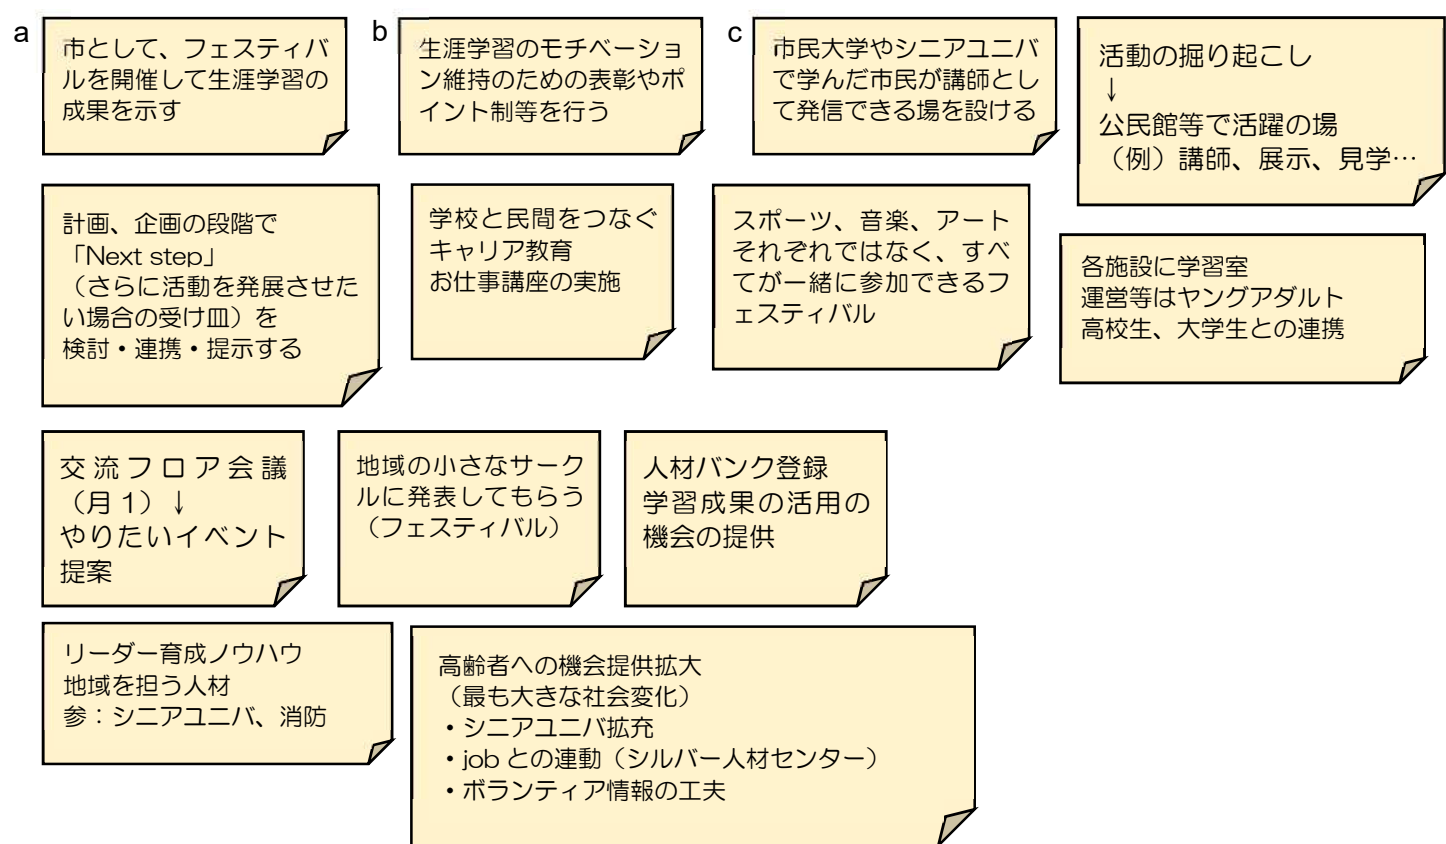 a
市として、フェスティバ
ルを開催して生涯学習の
成果を示す
b
生涯学習のモチベーショ
ン維持のための表彰やポ
イント制等を行う
c
市民大学やシニアユニバ
で学んだ市民が講師とし
て発信できる場を設ける
活動の掘り起こし
↓
公民館等で活躍の場
（例）講師、展示、見学…
計画、企画の段階で
「Next step」
（さらに活動を発展させた
い場合の受け皿）を
検討・連携・提示する
学校と民間をつなぐ
キャリア教育
お仕事講座の実施
スポーツ、音楽、アート
それぞれではなく、すべ
てが一緒に参加できるフ
ェスティバル
各施設に学習室
運営等はヤングアダルト
高校生、大学生との連携
交流フロア会議
（月1）↓
やりたいイベント
提案
地域の小さなサーク
ルに発表してもらう
（フェスティバル）
人材バンク登録
学習成果の活用の
機会の提供
リーダー育成ノウハウ
地域を担う人材
参：シニアユニバ、消防
高齢者への機会提供拡大
（最も大きな社会変化）
・シニアユニバ拡充
・jobとの連動（シルバー人材センター）
・ボランティア情報の工夫